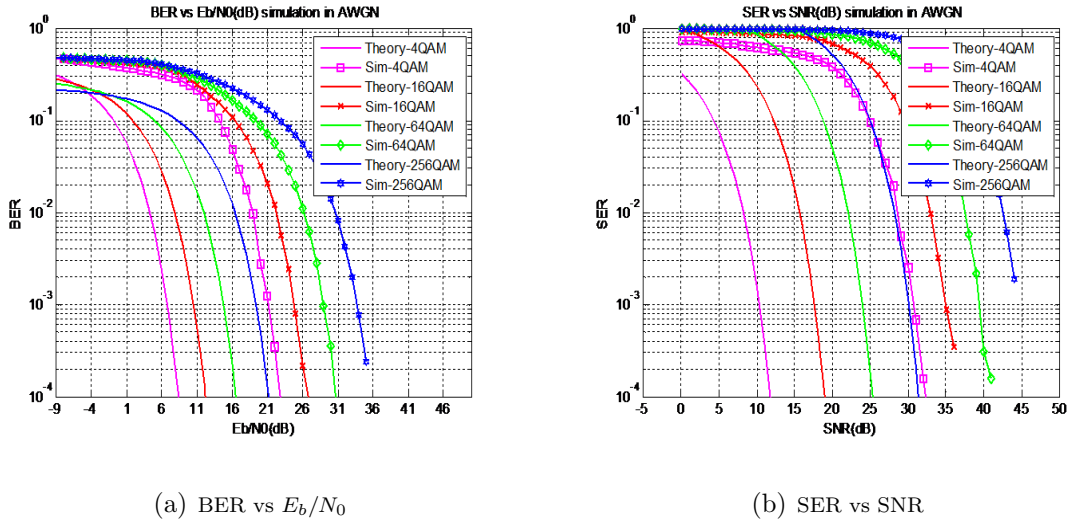 BER vs Eb/N0(dB) simulation in AWGN
10^0
10^-1
10^-2
10^-3
10^-4
BER
-9 -4 1 6 11 16 21 26 31 36 41 46
Eb/N0(dB)
Theory-4QAM
Sim-4QAM
Theory-16QAM
Sim-16QAM
Theory-64QAM
Sim-64QAM
Theory-256QAM
Sim-256QAM
(a) BER vs E_b/N_0
SER vs SNR(dB) simulation in AWGN
10^0
10^-1
10^-2
10^-3
10^-4
SER
-5 0 5 10 15 20 25 30 35 40 45 50
SNR(dB)
Theory-4QAM
Sim-4QAM
Theory-16QAM
Sim-16QAM
Theory-64QAM
Sim-64QAM
Theory-256QAM
Sim-256QAM
(b) SER vs SNR